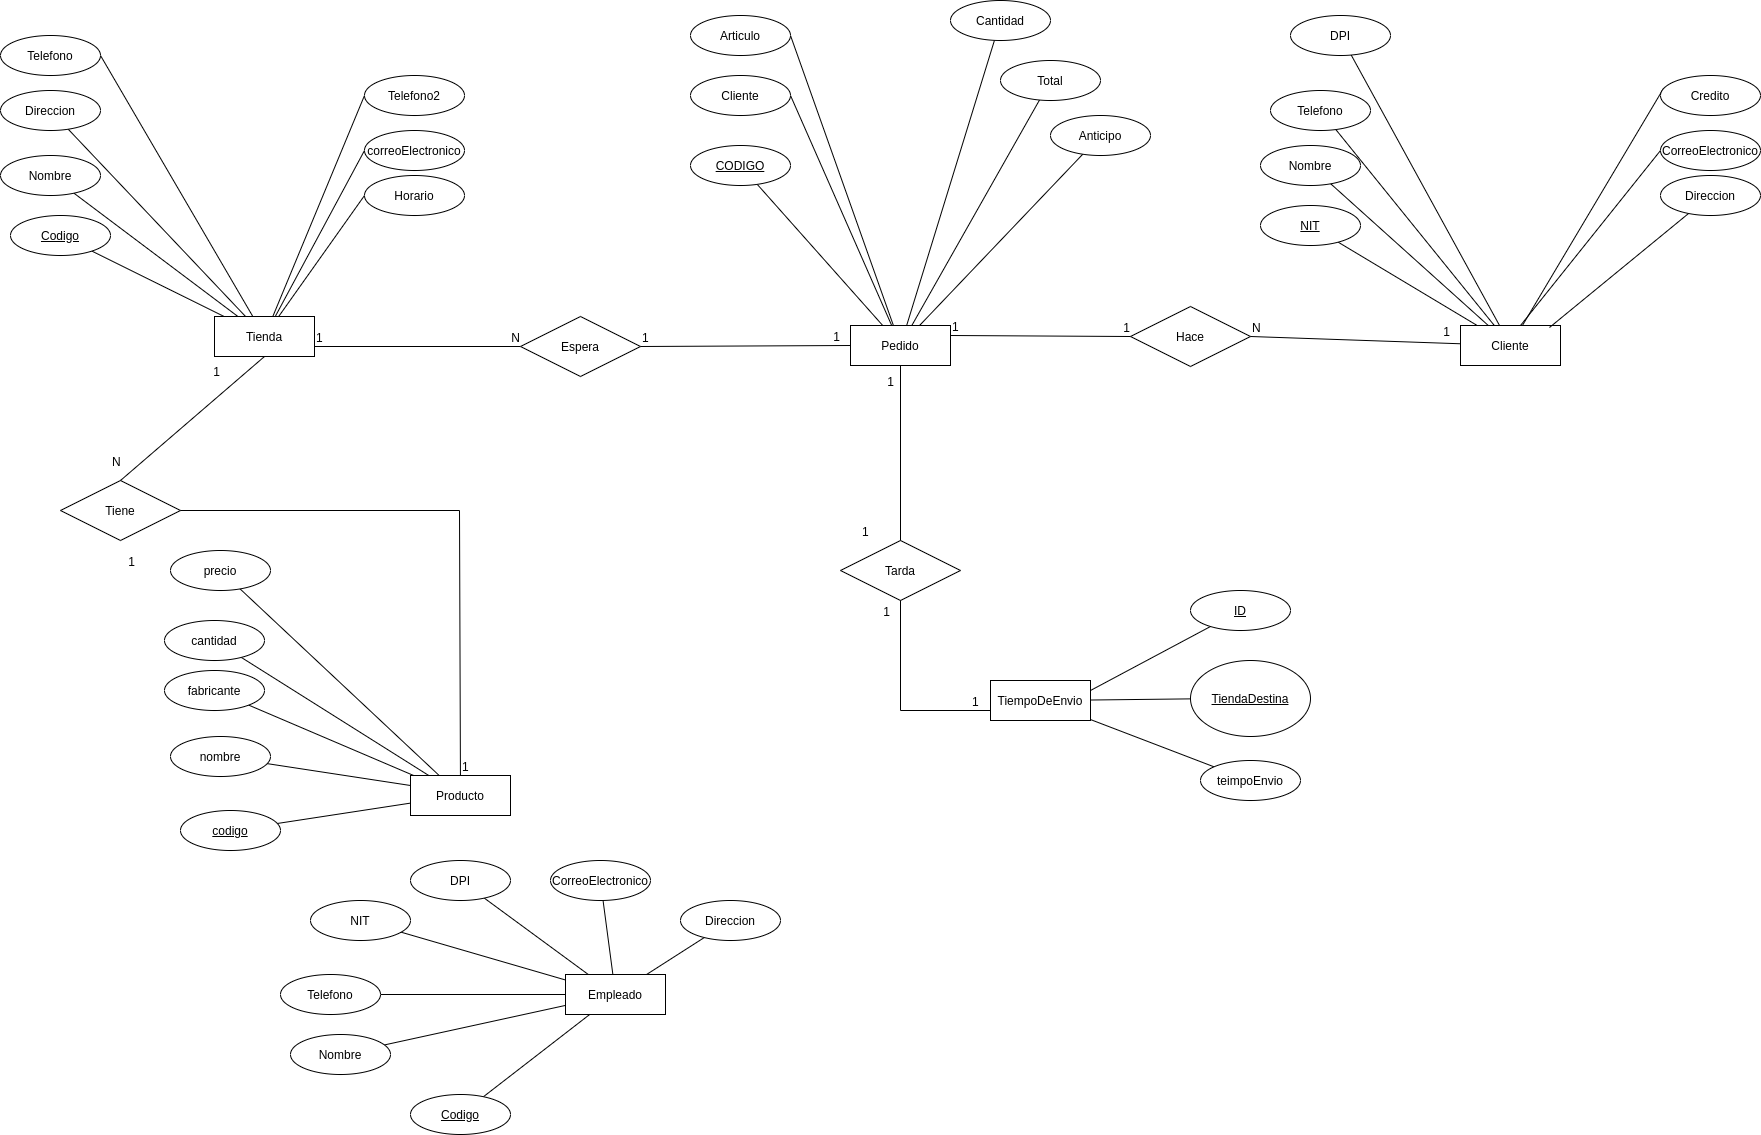 Cantidad
Articulo
DPI
Telefono
Total
Telefono2
Cliente
Credito
Direccion
Telefono
Anticipo
correoElectronico
CorreoElectronico
Nombre
CODIGO
Nombre
Horario
Direccion
Codigo
NIT
Tienda
1
N
Espera
1
1
Pedido
1
1
Hace
N
1
Cliente
1
1
N
Tiene
1
1
Tarda
1
precio
ID
cantidad
fabricante
TiendaDestina
1
TiempoDeEnvio
nombre
1
teimpoEnvio
Producto
codigo
DPI
CorreoElectronico
NIT
Direccion
Telefono
Empleado
Nombre
Codigo